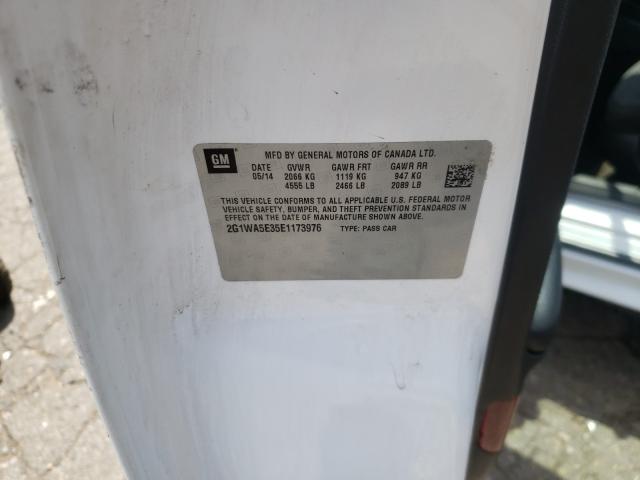 GM
MFD BY GENERAL MOTORS OF CANADA LTD.
DATE GVWR GAWR FRT GAWR RR
05/14 2066 KG 1119 KG 947 KG
4555 LB 2466 LB 2089 LB
THIS VEHICLE CONFORMS TO ALL APPLICABLE U.S. FEDERAL MOTOR
VEHICLE SAFETY, BUMPER, AND THEFT PREVENTION STANDARDS IN
EFFECT ON THE DATE OF MANUFACTURE SHOWN ABOVE.
2G1WA5E35E1173976 TYPE: PASS CAR